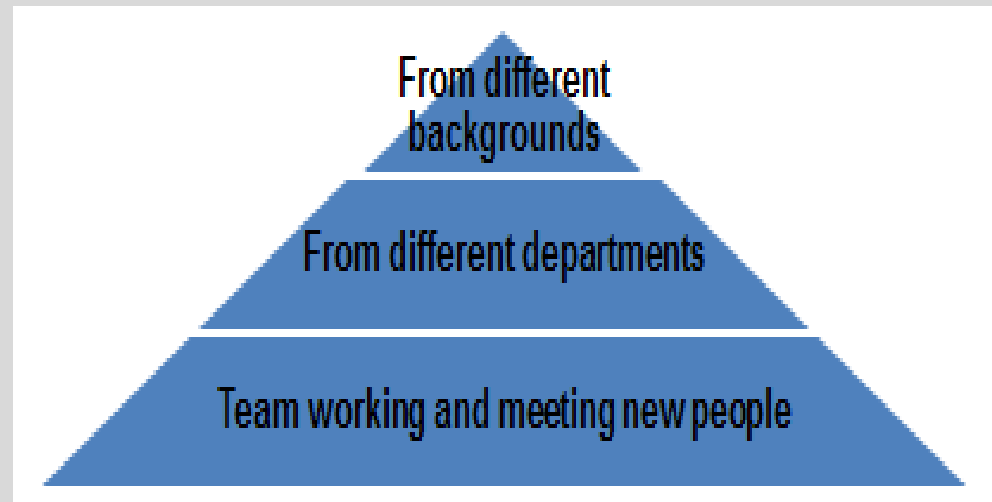 From different
backgrounds
From different departments
Team working and meeting new people